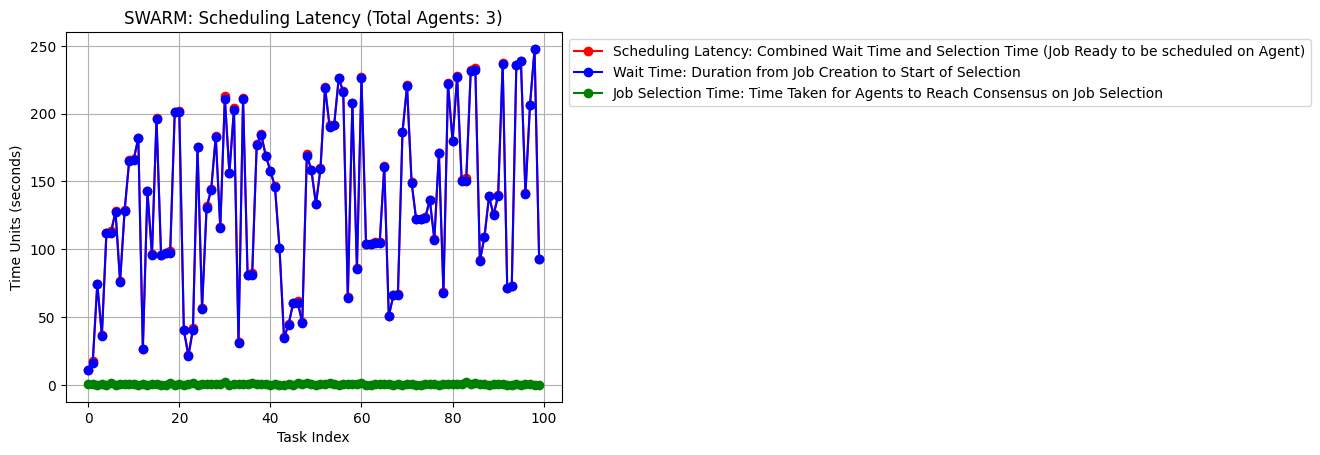 SWARM: Scheduling Latency (Total Agents: 3)
Scheduling Latency: Combined Wait Time and Selection Time (Job Ready to be scheduled on Agent)
Wait Time: Duration from Job Creation to Start of Selection
Job Selection Time: Time Taken for Agents to Reach Consensus on Job Selection
Time Units (seconds)
250
200
150
100
50
0
0 20 40 60 80 100
Task Index